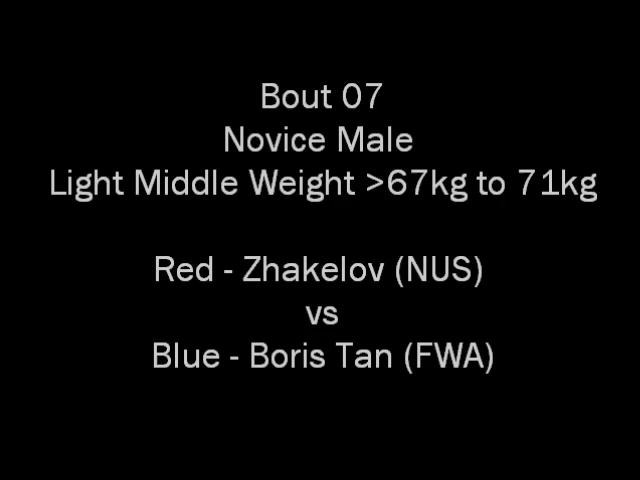 Bout 07
Novice Male
Light Middle Weight >67kg to 71kg
Red - Zhakelov (NUS)
vs
Blue - Boris Tan (FWA)